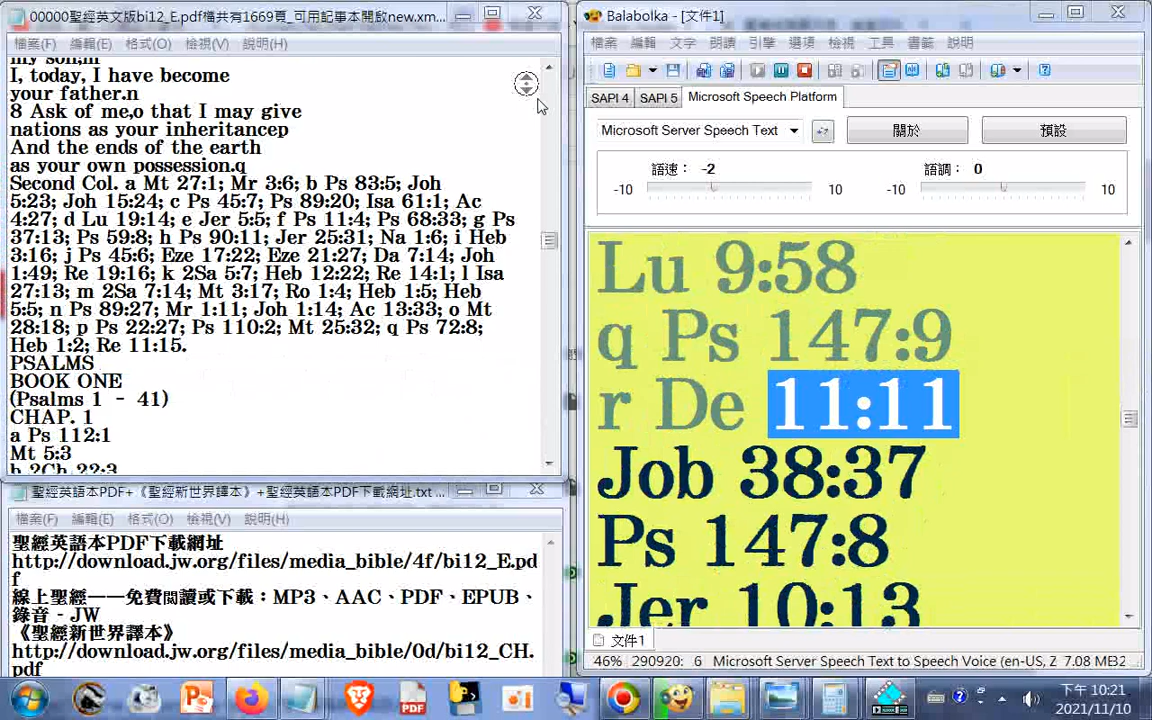 00000聖經英文版bi12_E.pdf檔共有1669頁_可用記事本開啟new.xm...
檔案(F) 編輯(E) 格式(O) 檢視(V) 說明(H)
my son;m
I, today, I have become
your father.n
8 Ask of me,o that I may give
nations as your inheritancep
And the ends of the earth
as your own possession.q
Second Col. a Mt 27:1; Mr 3:6; b Ps 83:5; Joh
5:23; Joh 15:24; c Ps 45:7; Ps 89:20; Isa 61:1; Ac
4:27; d Lu 19:14; e Jer 5:5; f Ps 11:4; Ps 68:33; g Ps
37:13; Ps 59:8; h Ps 90:11; Jer 25:31; Na 1:6; i Heb
3:16; j Ps 45:6; Eze 17:22; Eze 21:27; Da 7:14; Joh
1:49; Re 19:16; k 2Sa 5:7; Heb 12:22; Re 14:1; l Isa
27:13; m 2Sa 7:14; Mt 3:17; Ro 1:4; Heb 1:5; Heb
5:5; n Ps 89:27; Mr 1:11; Joh 1:14; Ac 13:33; o Mt
28:18; p Ps 22:27; Ps 110:2; Mt 25:32; q Ps 72:8;
Heb 1:2; Re 11:15.
PSALMS
BOOK ONE
(Psalms 1 － 41)
CHAP. 1
a Ps 112:1
Mt 5:3
b 2Ch 22:3
聖經英語本PDF+《聖經新世界譯本》+聖經英語本PDF下載網址.txt ...
檔案(F) 編輯(E) 格式(O) 檢視(V) 說明(H)
聖經英語本PDF下載網址
http://download.jw.org/files/media_bible/4f/bi12_E.pd
f
線上聖經——免費閱讀或下載：MP3、AAC、PDF、EPUB、
錄音 - JW
《聖經新世界譯本》
http://download.jw.org/files/media_bible/0d/bi12_CH.
pdf
Balabolka - [文件1]
檔案 編輯 文字 朗讀 引擎 選項 檢視 工具 書籤 說明
SAPI 4 SAPI 5 Microsoft Speech Platform
Microsoft Server Speech Text 關於 預設
語速： -2 語調： 0
-10 10 -10 10
Lu 9:58
q Ps 147:9
r De 11:11
Job 38:37
Ps 147:8
Jer 10:13
文件1
46% 290920: 6 Microsoft Server Speech Text to Speech Voice (en-US, Z 7.08 MB2
下午 10:21
2021/11/10